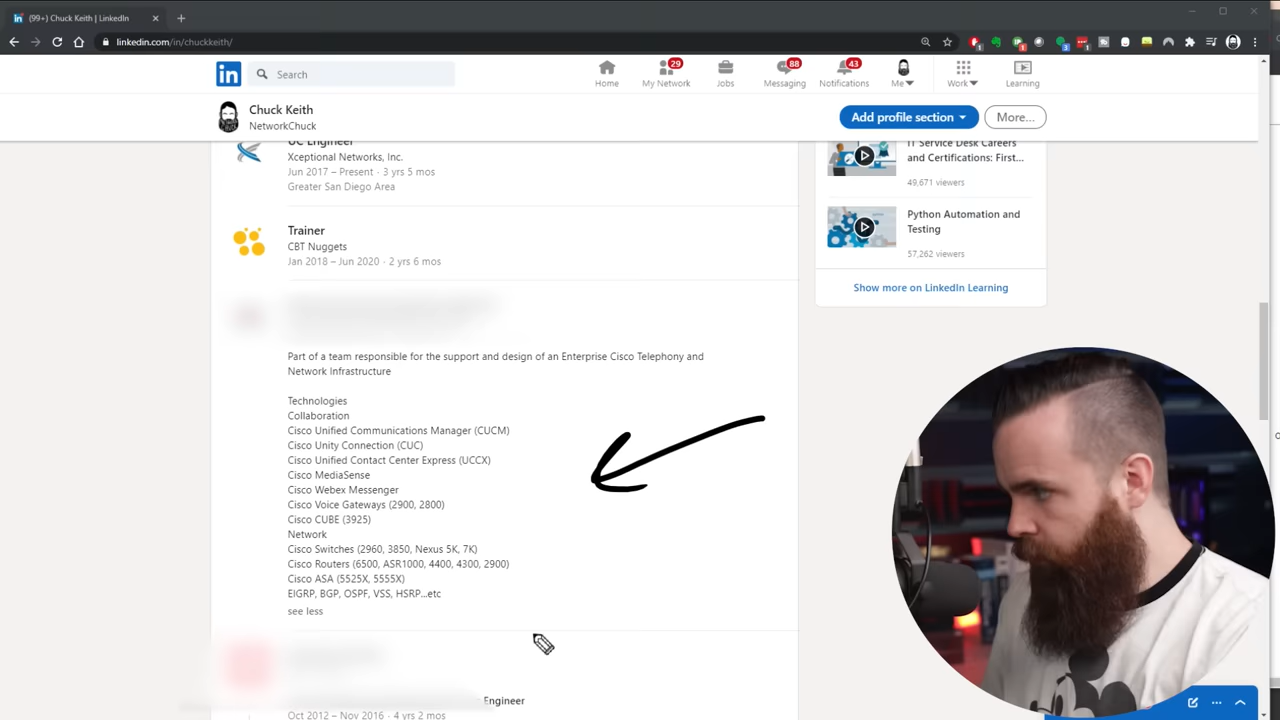 (99+) Chuck Keith | LinkedIn
linkedin.com/in/chuckkeith/
in
Search
Home
29
My Network
Jobs
88
Messaging
43
Notifications
Me
Work
Learning
Chuck Keith
NetworkChuck
Add profile section
More...
UC Engineer
Xceptional Networks, Inc.
Jun 2017 – Present · 3 yrs 5 mos
Greater San Diego Area
Trainer
CBT Nuggets
Jan 2018 – Jun 2020 · 2 yrs 6 mos
Part of a team responsible for the support and design of an Enterprise Cisco Telephony and
Network Infrastructure
Technologies
Collaboration
Cisco Unified Communications Manager (CUCM)
Cisco Unity Connection (CUC)
Cisco Unified Contact Center Express (UCCX)
Cisco MediaSense
Cisco Webex Messenger
Cisco Voice Gateways (2900, 2800)
Cisco CUBE (3925)
Network
Cisco Switches (2960, 3850, Nexus 5K, 7K)
Cisco Routers (6500, ASR1000, 4400, 4300, 2900)
Cisco ASA (5525X, 5555X)
EIGRP, BGP, OSPF, VSS, HSRP...etc
see less
Engineer
Oct 2012 – Nov 2016 · 4 yrs 2 mos
IT Service Desk Careers
and Certifications: First...
49,671 viewers
Python Automation and
Testing
57,262 viewers
Show more on LinkedIn Learning